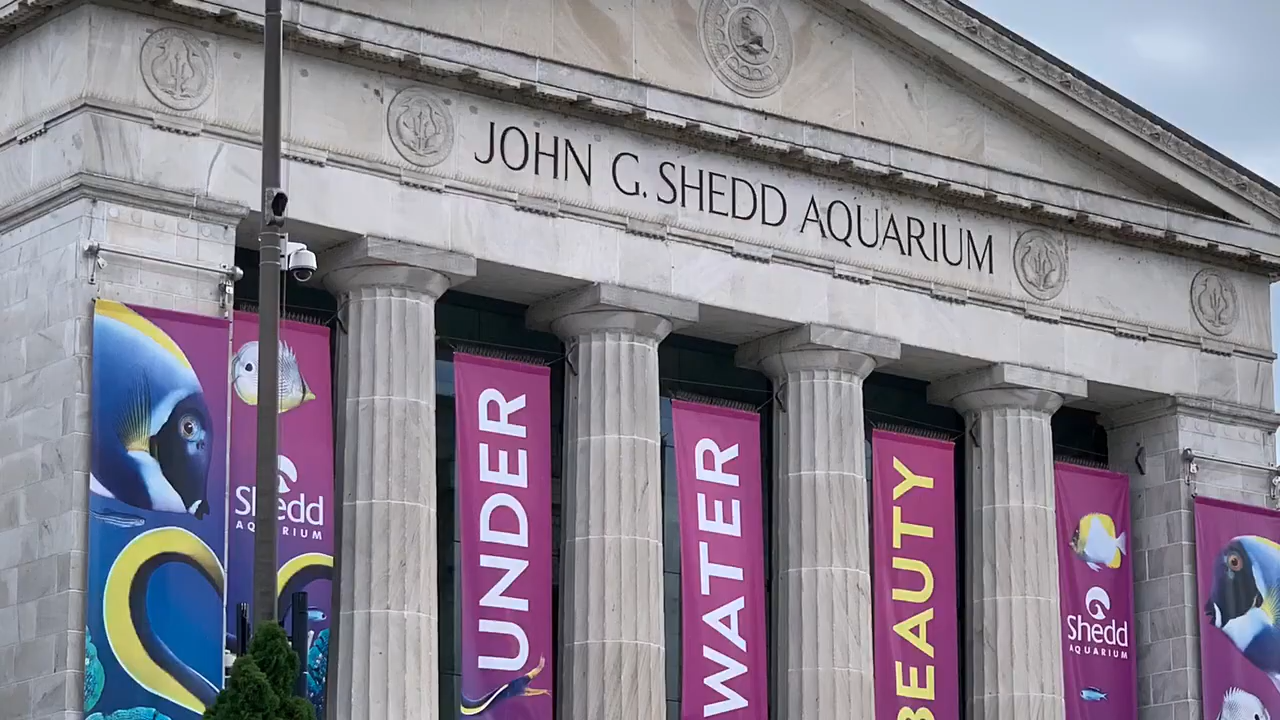 JOHN G. SHEDD AQUARIUM
Shedd
AQUARIUM
UNDER
WATER
BEAUTY
Shedd
AQUARIUM